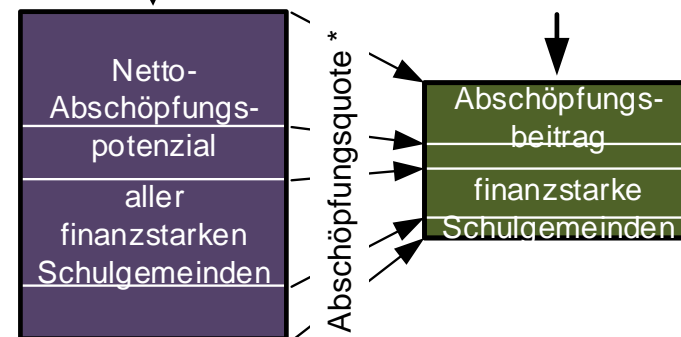 Netto-
Abschöpfungs-
potenzial
aller
finanzstarken
Schulgemeinden
Abschöpfungsquote *
Abschöpfungs-
beitrag
finanzstarke
Schulgemeinden